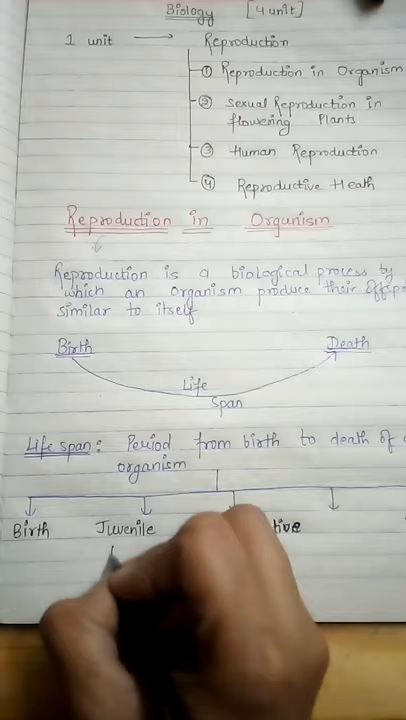 Biology [4 unit]
1 unit → Reproduction
① Reproduction in Organism
② Sexual Reproduction in
flowering Plants
③ Human Reproduction
④ Reproductive Heath
Reproduction in Organism
Reproduction is a biological process by
which an organism produce their
similar to itself
Birth Death
Life
Span
Life span: Period from birth to death of
organism
Birth Juvenile